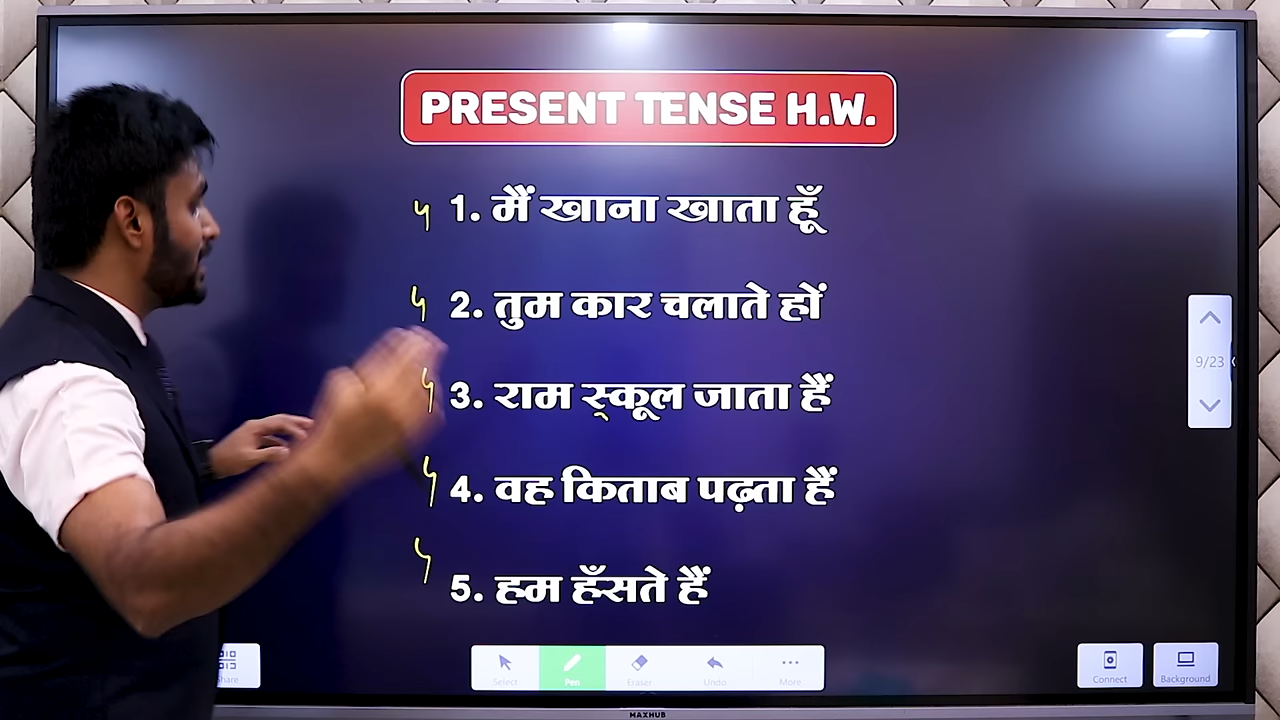 PRESENT TENSE H.W.
1. मैं खाना खाता हूँ
2. तुम कार चलाते हों
3. राम स्कूल जाता हैं
9/23
4. वह किताब पढ़ता हैं
5. हम हँसते हैं
Share
Select
Pen
Eraser
Undo
More
Connect
Background
MAXHUB